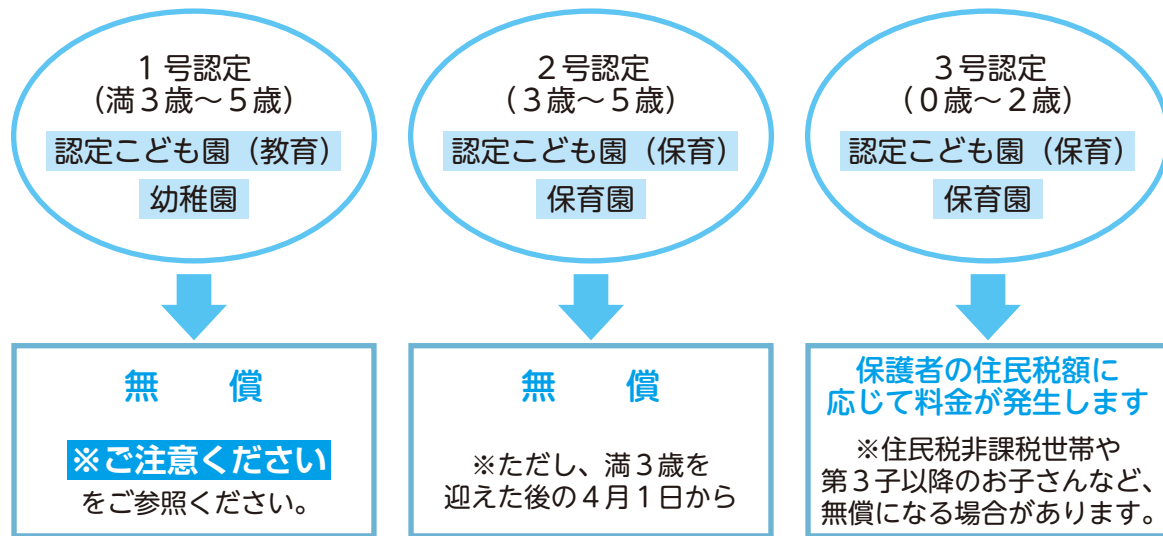 1号認定
（満３歳～５歳）
認定こども園（教育）
幼稚園
無　償
※ご注意ください
をご参照ください。
２号認定
（３歳～５歳）
認定こども園（保育）
保育園
無　償
※ただし、満３歳を
迎えた後の４月１日から
３号認定
（０歳～２歳）
認定こども園（保育）
保育園
保護者の住民税額に
応じて料金が発生します
※住民税非課税世帯や
第３子以降のお子さんなど、
無償になる場合があります。